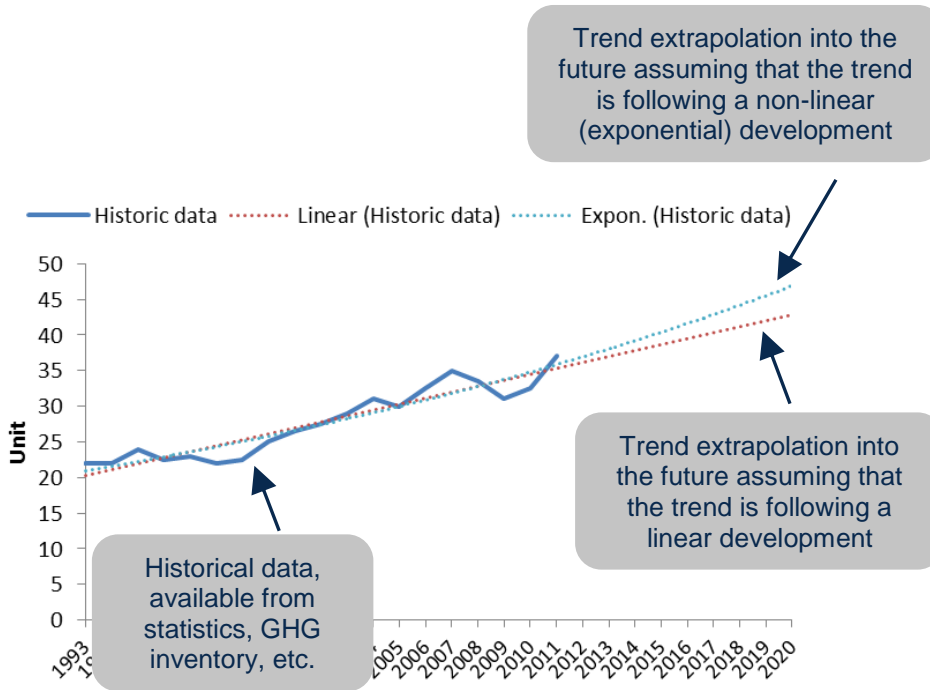 Trend extrapolation into the
future assuming that the trend
is following a non-linear
(exponential) development
Historic data
Linear (Historic data)
Expon. (Historic data)
50
45
40
35
30
25
20
15
10
5
0
Unit
Trend extrapolation into
the future assuming that
the trend is following a
linear development
Historical data,
available from
statistics, GHG
inventory, etc.
1993
2005
2006
2007
2008
2009
2010
2011
2012
2013
2014
2015
2016
2017
2018
2019
2020